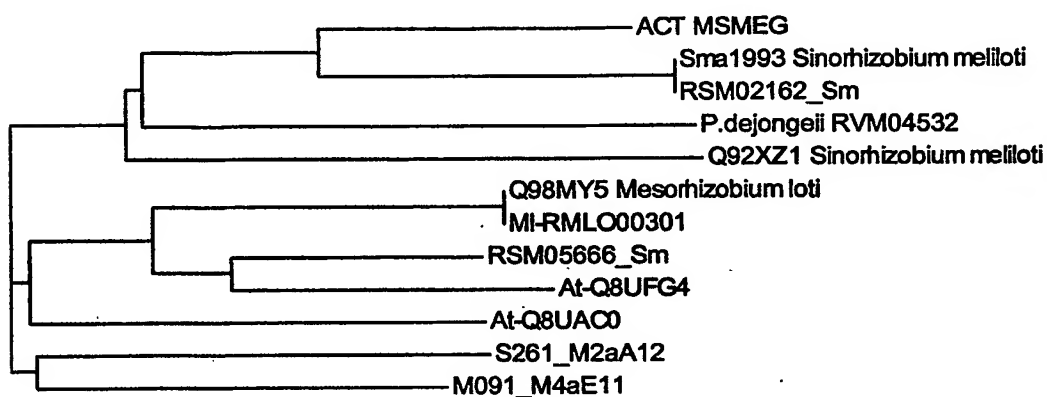 ACT MSMEG
Sma1993 Sinorhizobium meliloti
RSM02162_Sm
P.dejongeii RVM04532
Q92XZ1 Sinorhizobium meliloti
Q98MY5 Mesorhizobium loti
Ml-RMLO00301
RSM05666_Sm
At-Q8UFG4
At-Q8UAC0
S261_M2aA12
M091_M4aE11